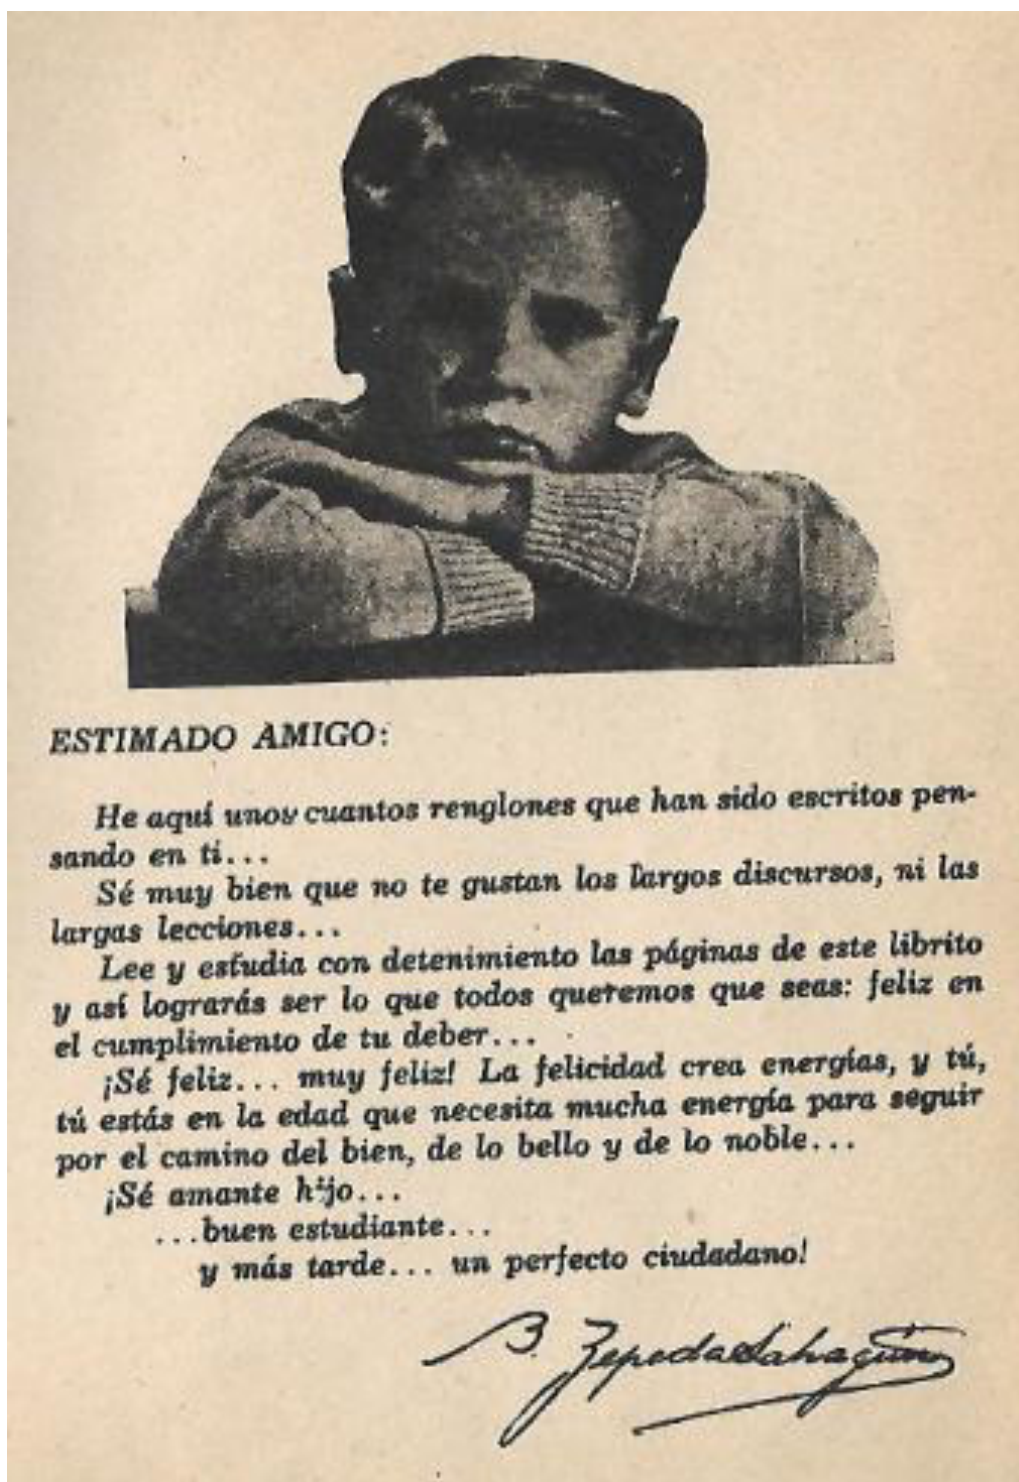 ESTIMADO AMIGO:
He aquí unos cuantos renglones que han sido escritos pen-
sando en ti...
Sé muy bien que no te gustan los largos discursos, ni las
largas lecciones...
Lee y estudia con detenimiento las páginas de este librito
y así lograrás ser lo que todos queremos que seas: feliz en
el cumplimiento de tu deber...
¡Sé feliz... muy feliz! La felicidad crea energías, y tú,
tú estás en la edad que necesita mucha energía para seguir
por el camino del bien, de lo bello y de lo noble...
¡Sé amante hijo...
...buen estudiante...
y más tarde... un perfecto ciudadano!
B. Zepeda Sahagún